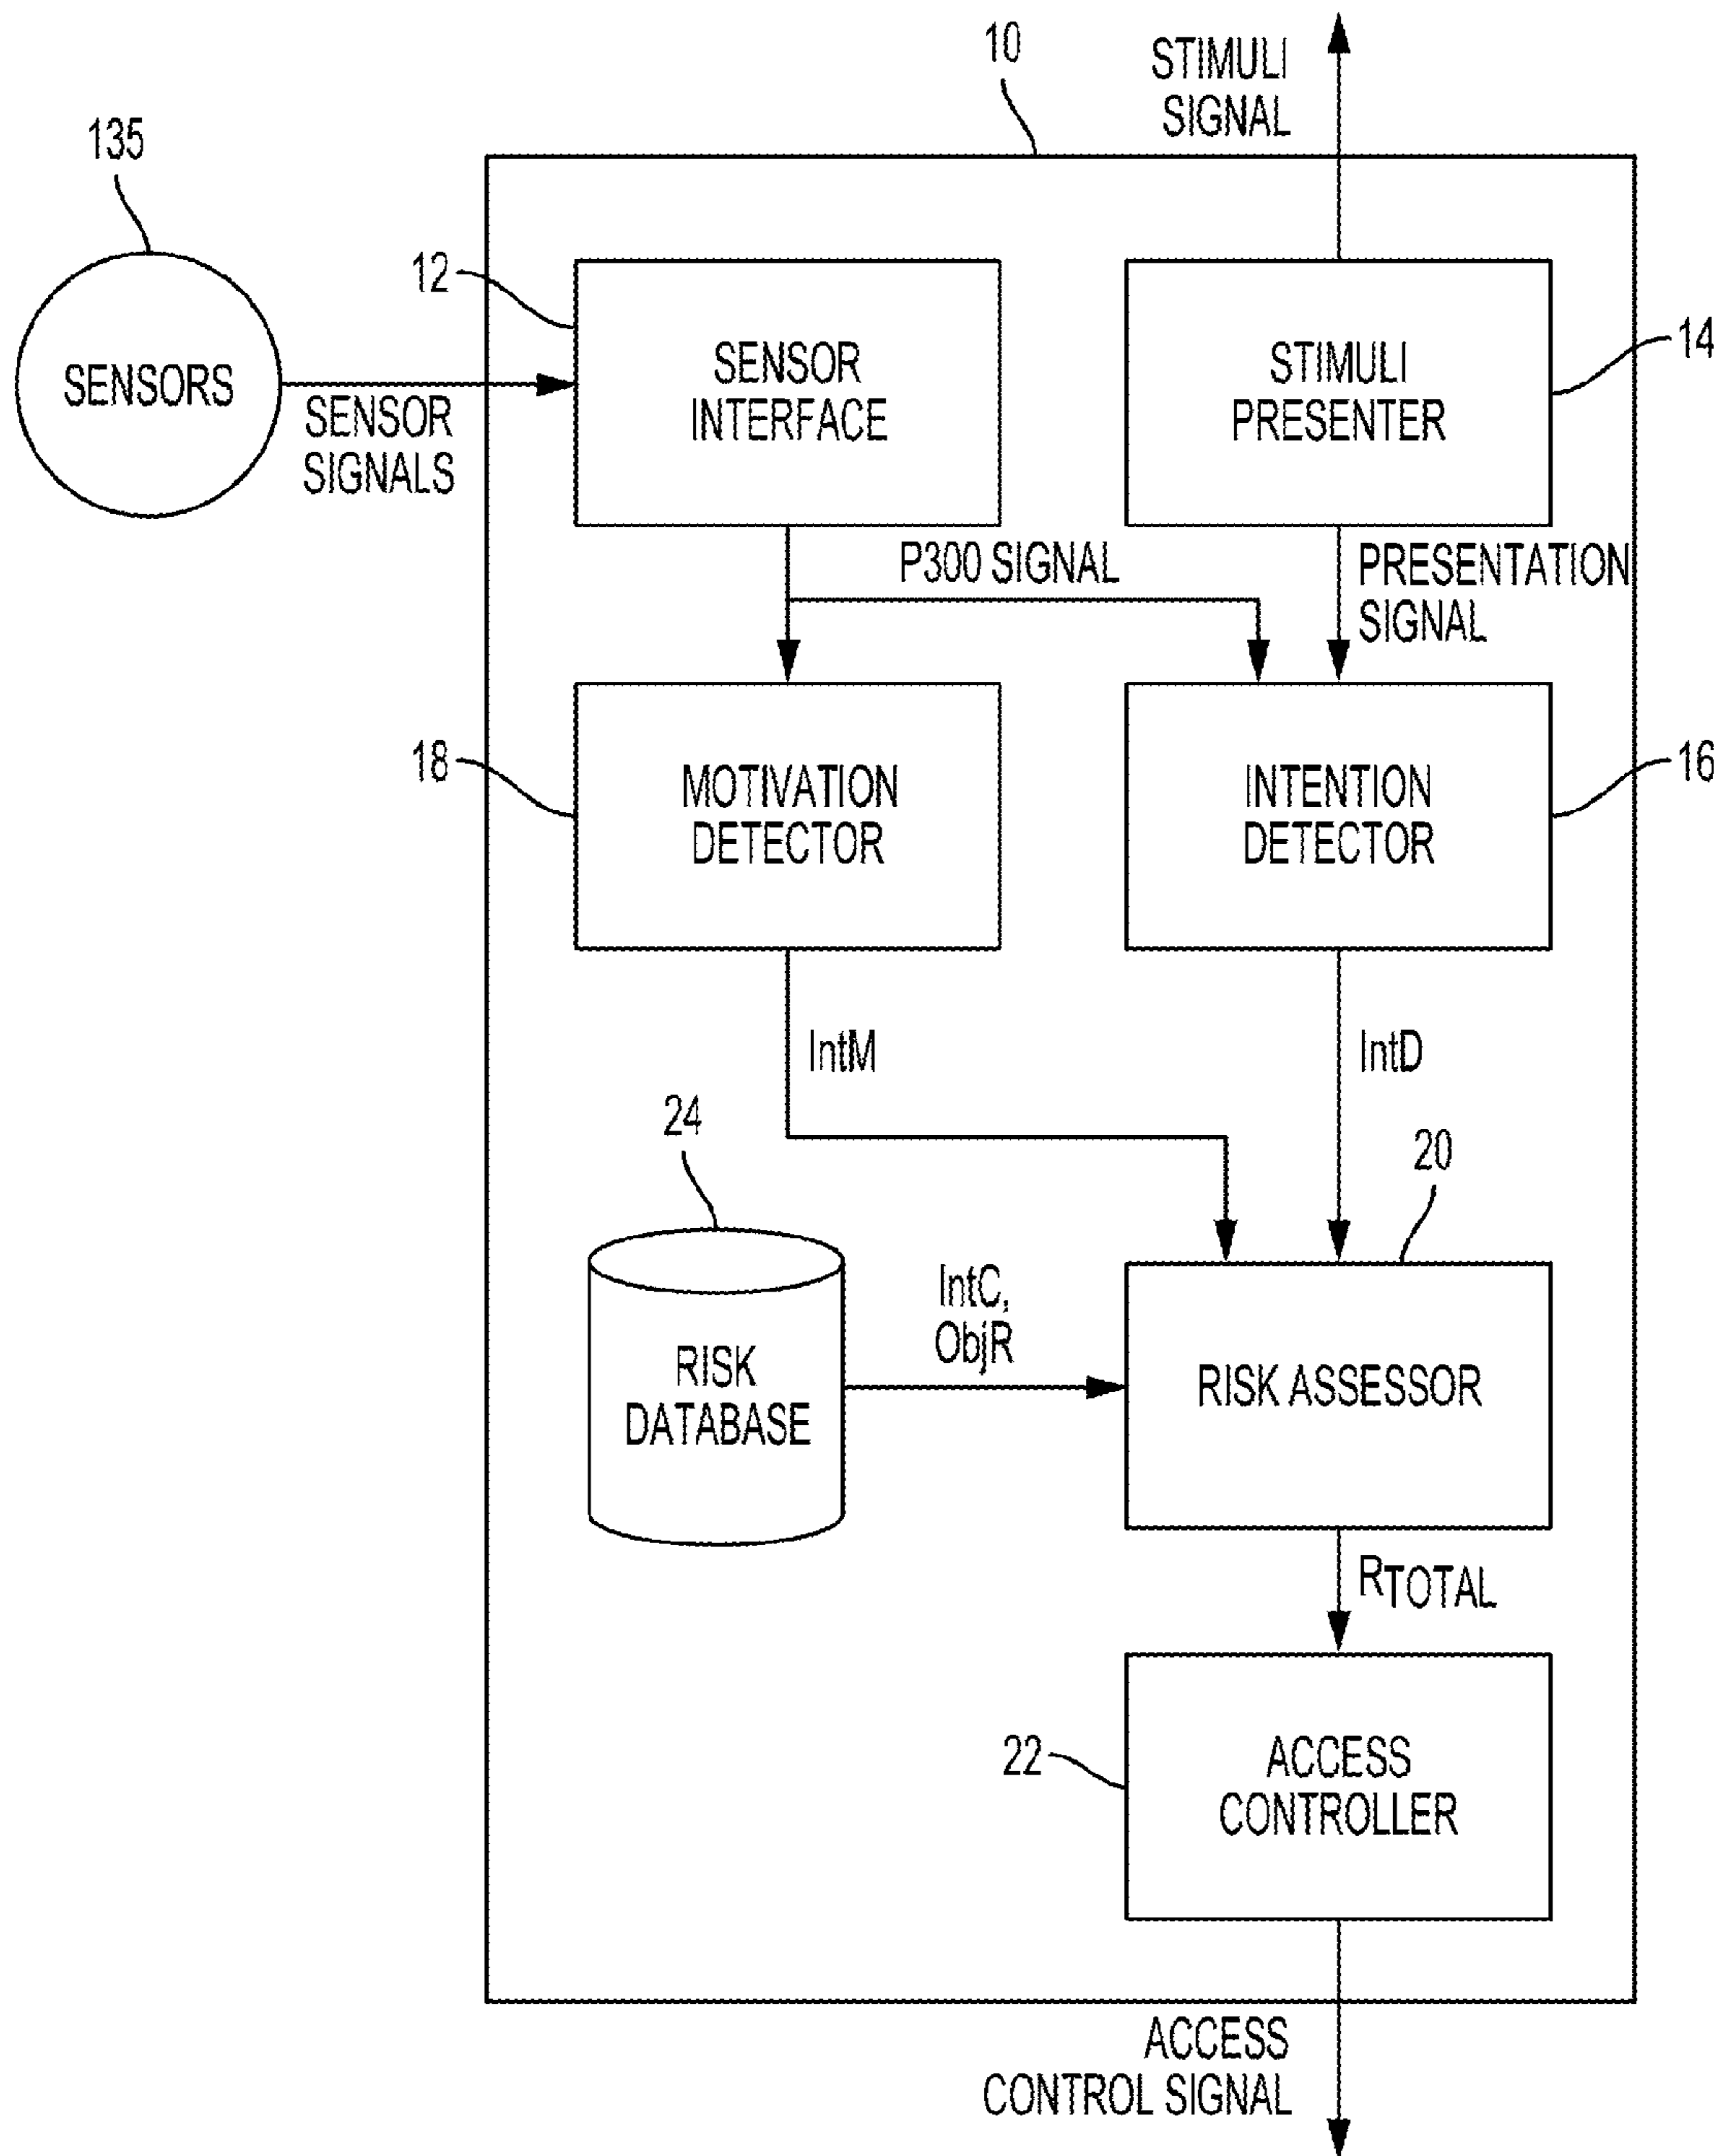 10
STIMULI
SIGNAL
135
12
SENSORS
SENSOR
SIGNALS
SENSOR
INTERFACE
STIMULI
PRESENTER
14
P300 SIGNAL
PRESENTATION
SIGNAL
18
MOTIVATION
DETECTOR
INTENTION
DETECTOR
16
IntM
IntD
24
20
RISK
DATABASE
IntC,
ObjR
RISK ASSESSOR
RTOTAL
22
ACCESS
CONTROLLER
ACCESS
CONTROL SIGNAL